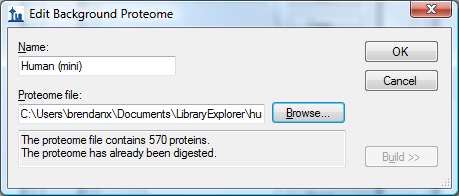 Edit Background Proteome
Name:
OK
Human (mini)
Cancel
Proteome file:
C:\Users\brendanx\Documents\LibraryExplorer\hu
Browse...
The proteome file contains 570 proteins.
The proteome has already been digested.
Build >>